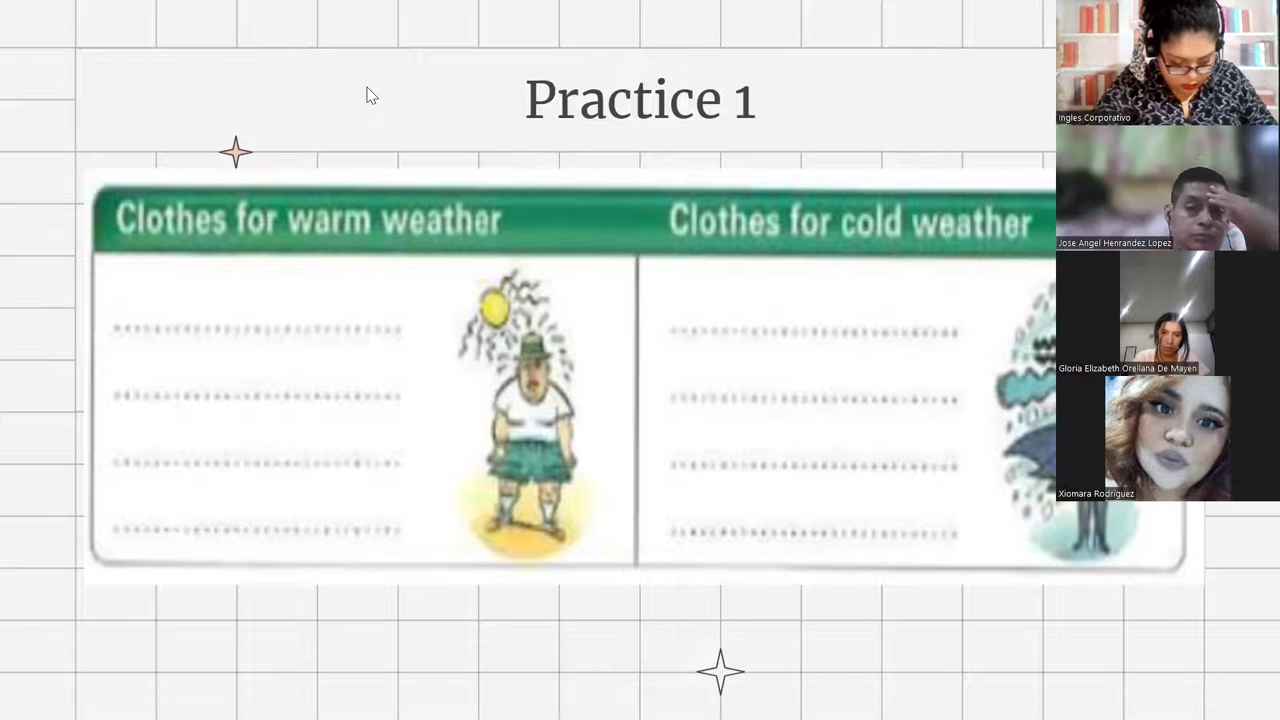 Practice 1
Clothes for warm weather
Clothes for cold weather
Ingles Corporativo
Jose Angel Henrandez Lopez
Gloria Elizabeth Orellana De Mayen
Xiomara Rodriguez